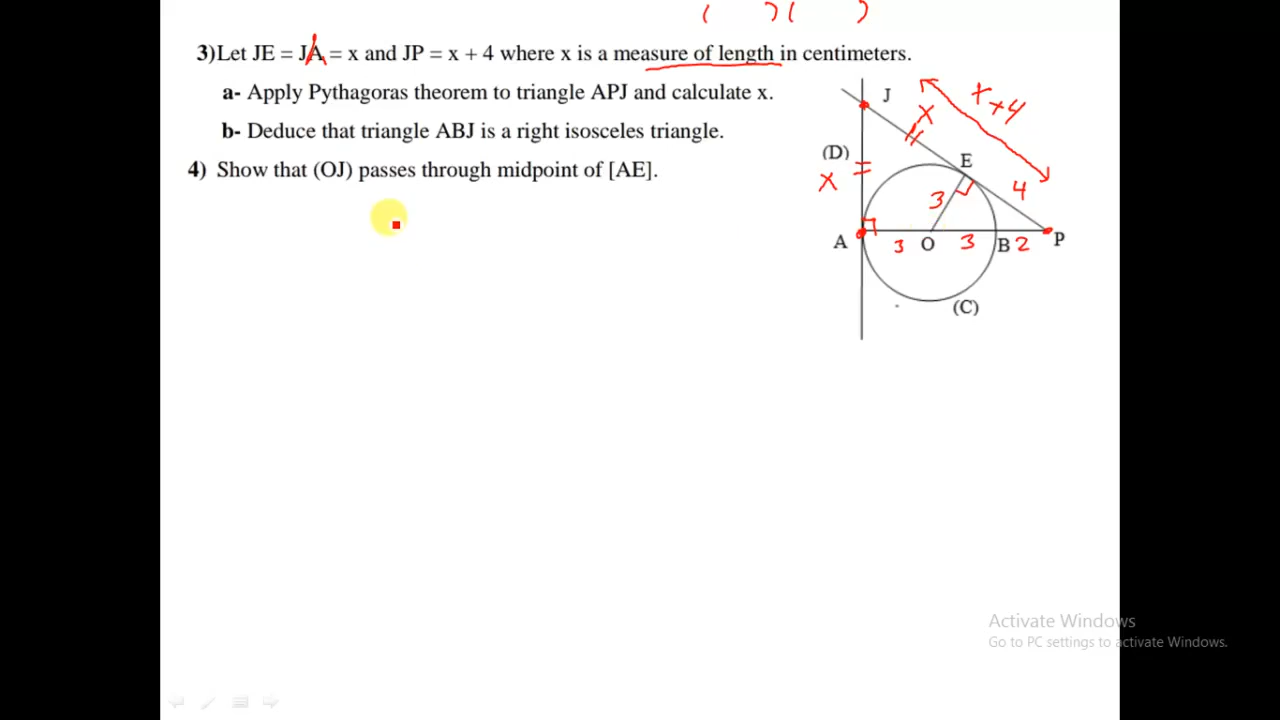 ( ) ( )
3)Let JE = JA = x and JP = x + 4 where x is a measure of length in centimeters.
a- Apply Pythagoras theorem to triangle APJ and calculate x.
b- Deduce that triangle ABJ is a right isosceles triangle.
4) Show that (OJ) passes through midpoint of [AE].
J
x
x+4
(D)
x
E
3
4
A
3
O
3
B
2
P
(C)
Activate Windows
Go to PC settings to activate Windows.